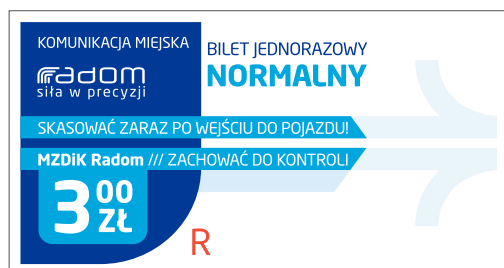 KOMUNIKACJA MIEJSKA
radom
siła w precyzji
BILET JEDNORAZOWY
NORMALNY
SKASOWAĆ ZARAZ PO WEJŚCIU DO POJAZDU!
MZDiK Radom /// ZACHOWAĆ DO KONTROLI
3 00 ZŁ
R